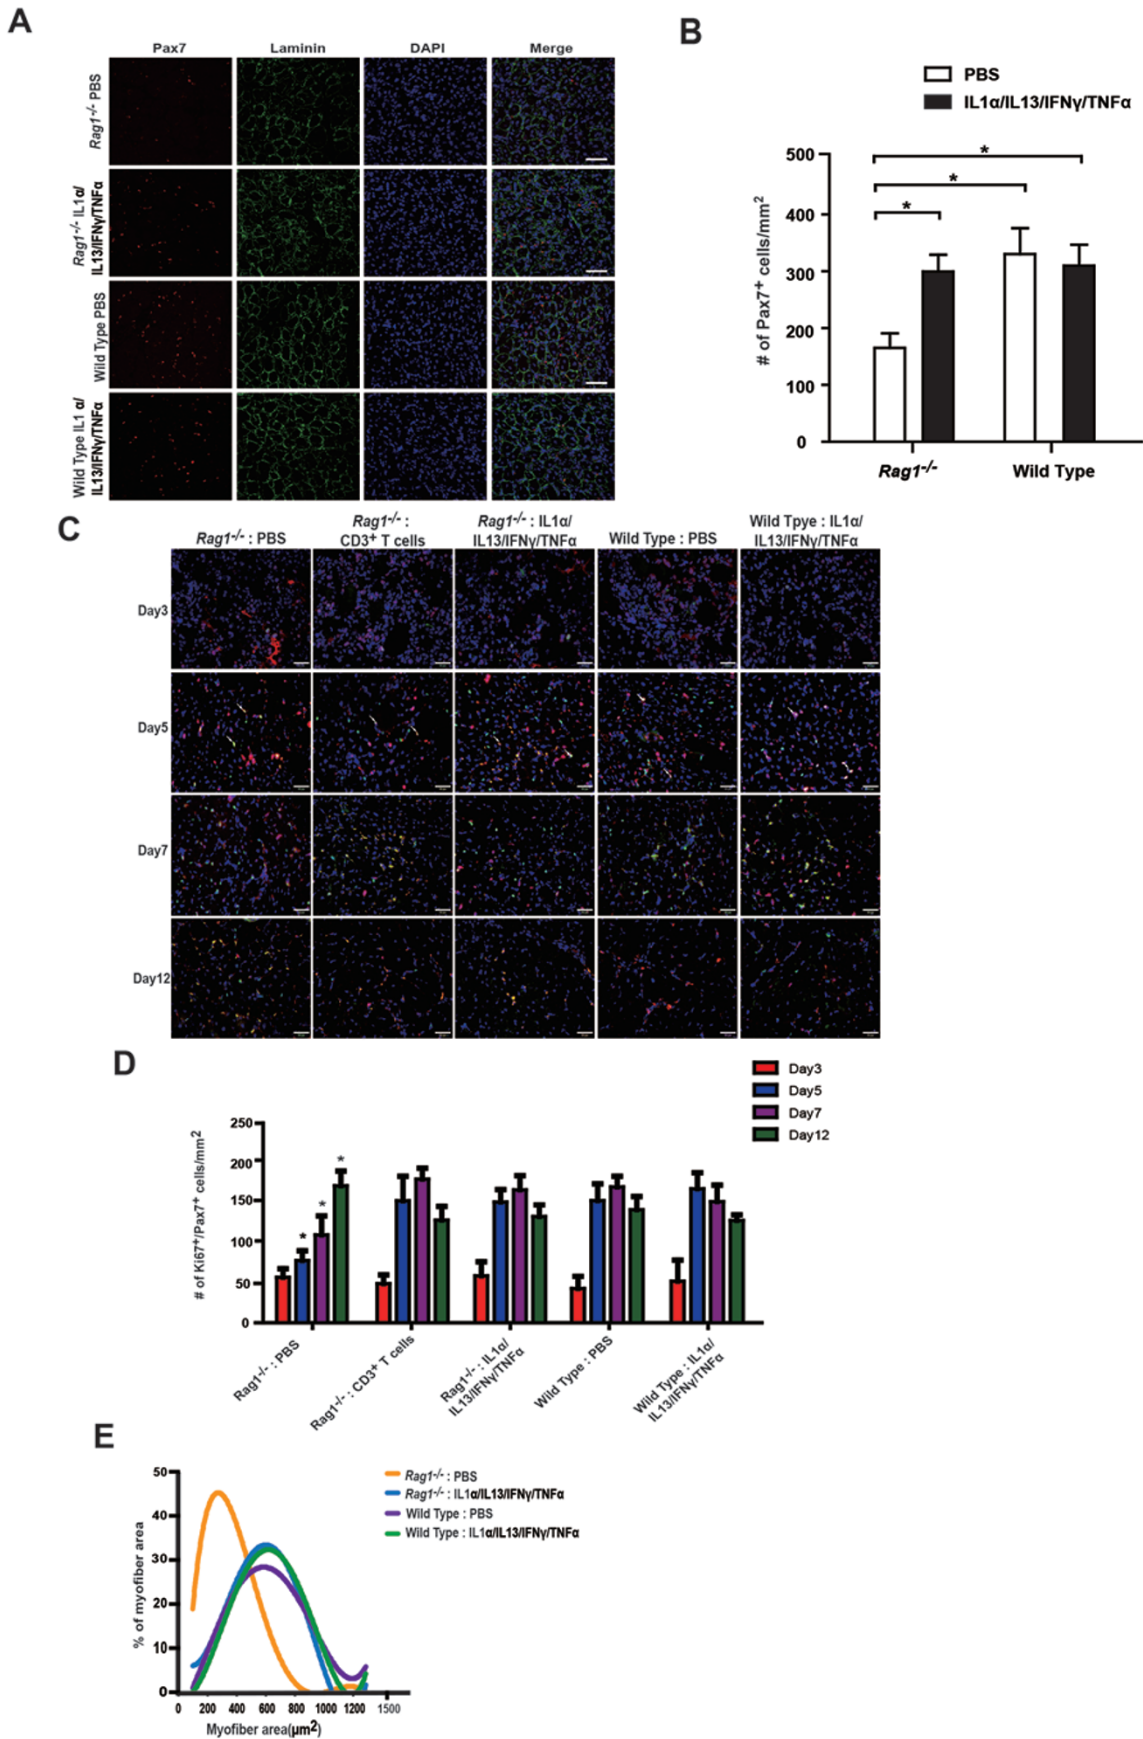 A
Pax7 Laminin DAPI Merge
Rag1-/- PBS
Rag1-/- IL1α/
IL13/IFNγ/TNFα
Wild Type PBS
Wild Type IL1 α/
IL13/IFNγ/TNFα
B
PBS
IL1α/IL13/IFNγ/TNFα
# of Pax7+ cells/mm2
500
400
300
200
100
0
*
*
*
Rag1-/- Wild Type
C
Rag1-/- : PBS
Rag1-/- :
CD3+ T cells
Rag1-/- : IL1α/
IL13/IFNγ/TNFα
Wild Type : PBS
Wild Tpye : IL1α/
IL13/IFNγ/TNFα
Day3
Day5
Day7
Day12
D
Day3
Day5
Day7
Day12
# of Ki67+/Pax7+ cells/mm2
250
200
150
100
50
0
* * *
Rag1-/- : PBS
Rag1-/- : CD3+ T cells
Rag1-/- : IL1α/
IL13/IFNγ/TNFα
Wild Type : PBS
Wild Type : IL1α/
IL13/IFNγ/TNFα
E
Rag1-/- : PBS
Rag1-/- : IL1α/IL13/IFNγ/TNFα
Wild Type : PBS
Wild Type : IL1α/IL13/IFNγ/TNFα
% of myofiber area
50
40
30
20
10
0
0 200 400 600 800 1000 1200 1500
Myofiber area(µm2)